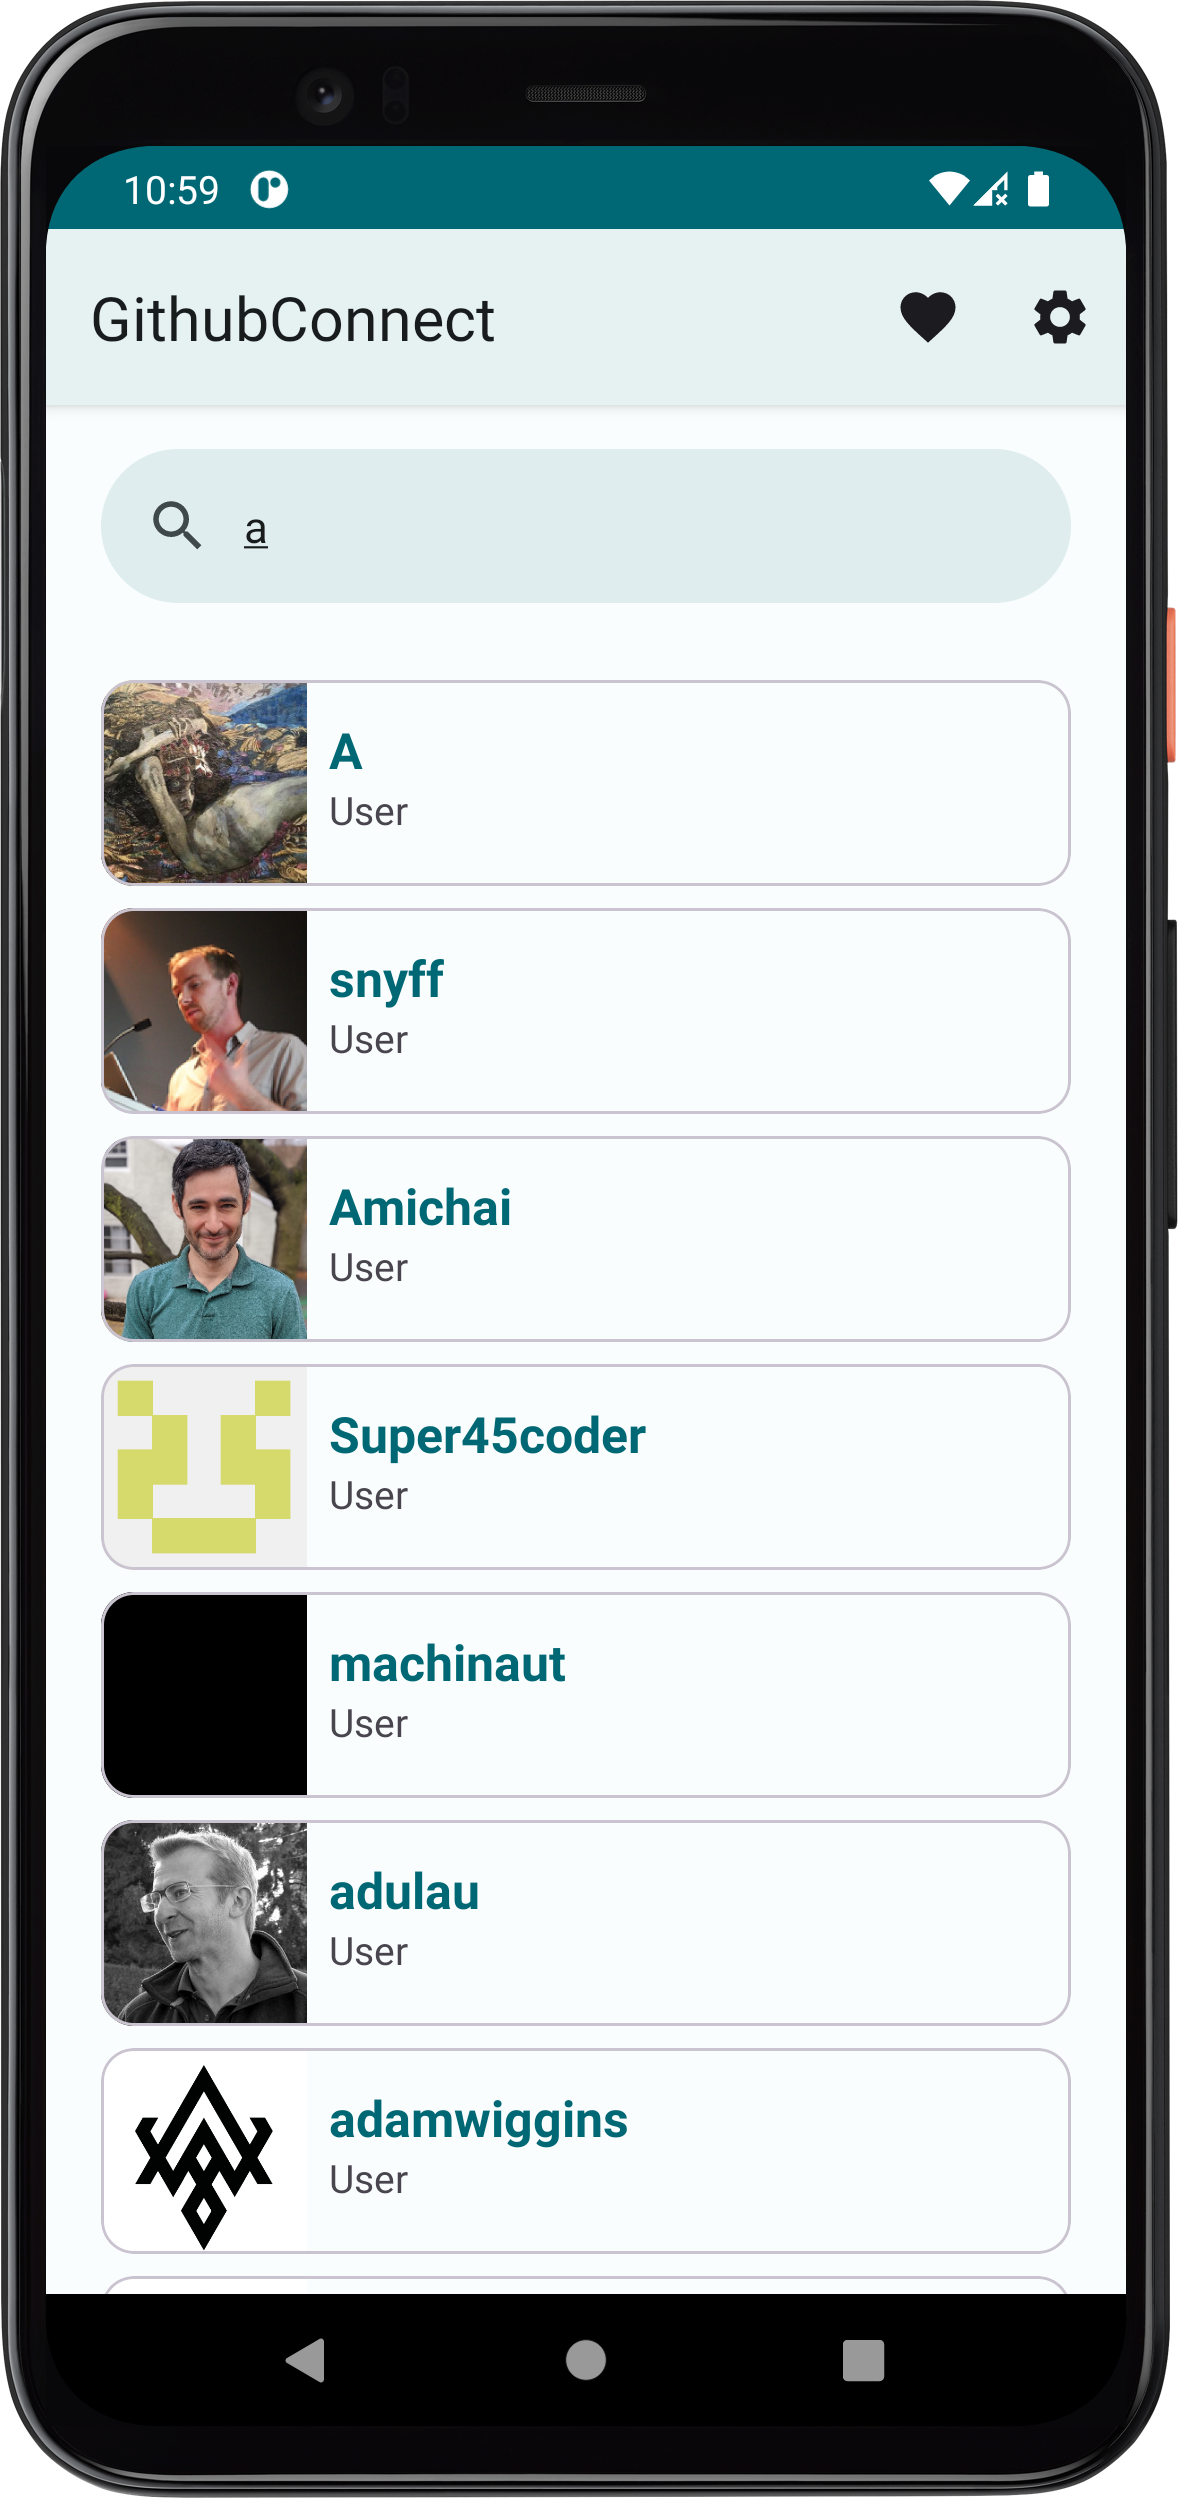 10:59
GithubConnect
a
A
User
snyff
User
Amichai
User
Super45coder
User
machinaut
User
adulau
User
adamwiggins
User